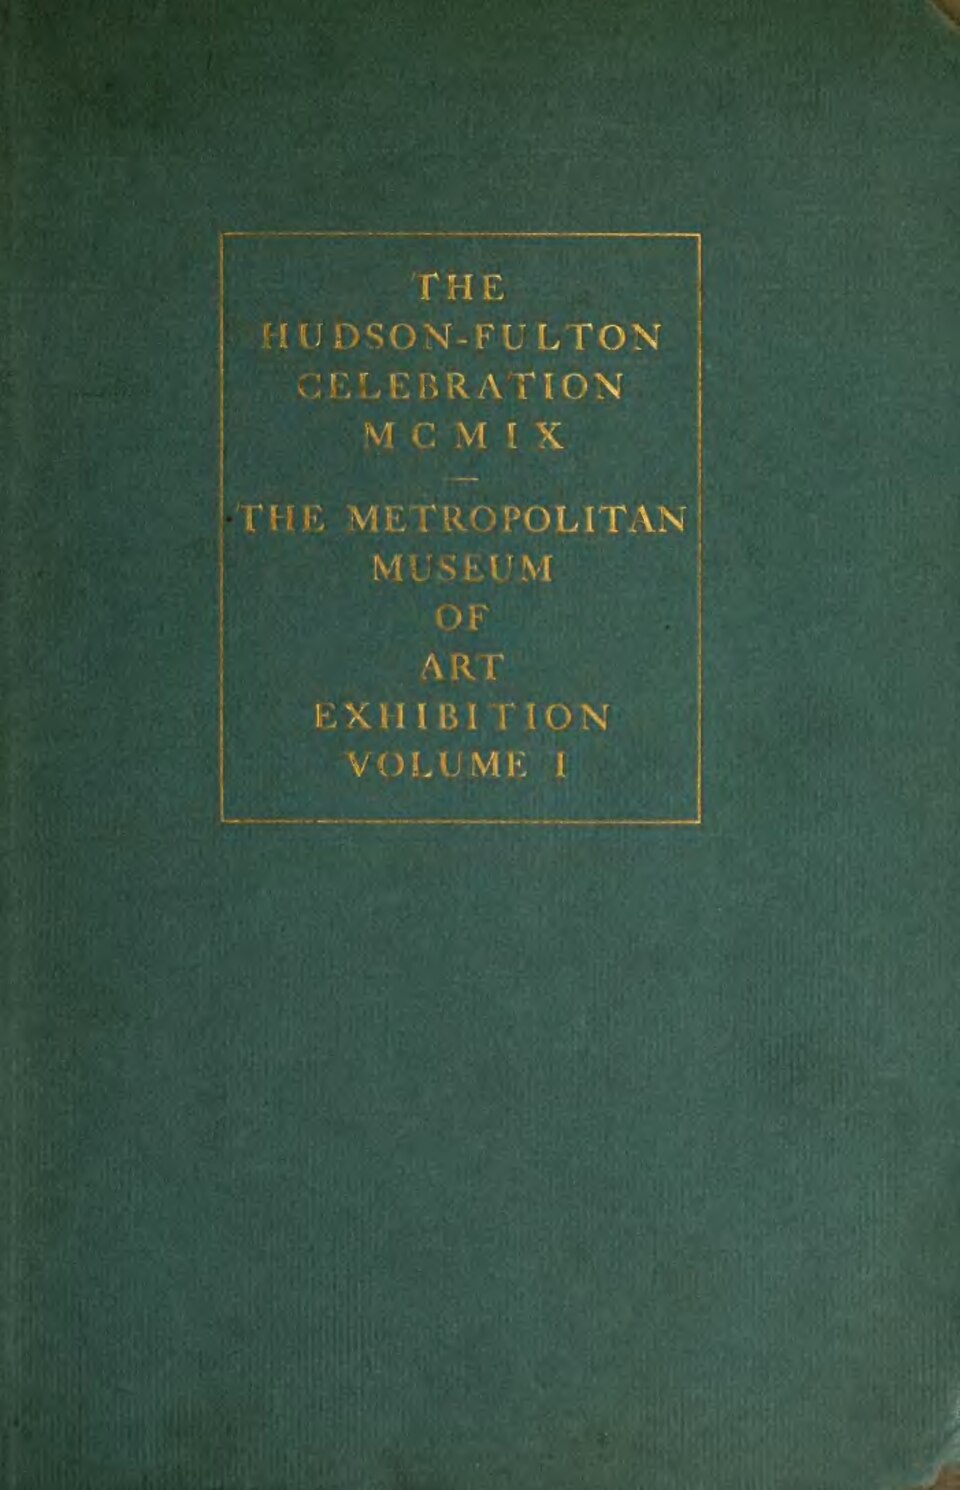 THE
HUDSON-FULTON
CELEBRATION
MCMIX
—
THE METROPOLITAN
MUSEUM
OF
ART
EXHIBITION
VOLUME I